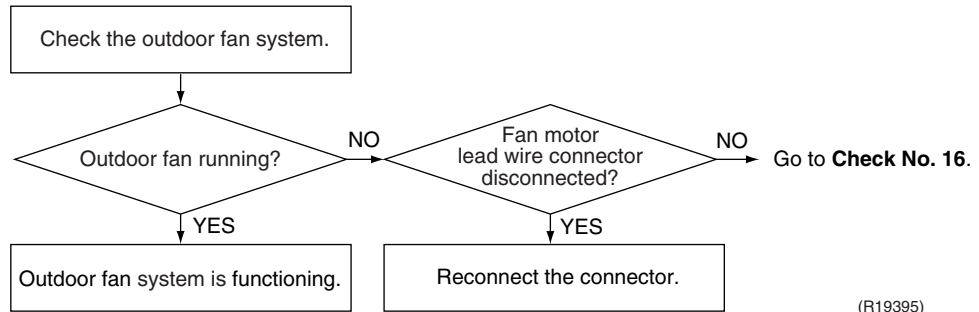 Check the outdoor fan system.
Outdoor fan running?
NO
Fan motor
lead wire connector
disconnected?
NO
Go to Check No. 16.
YES
YES
Outdoor fan system is functioning.
Reconnect the connector.
(R19395)